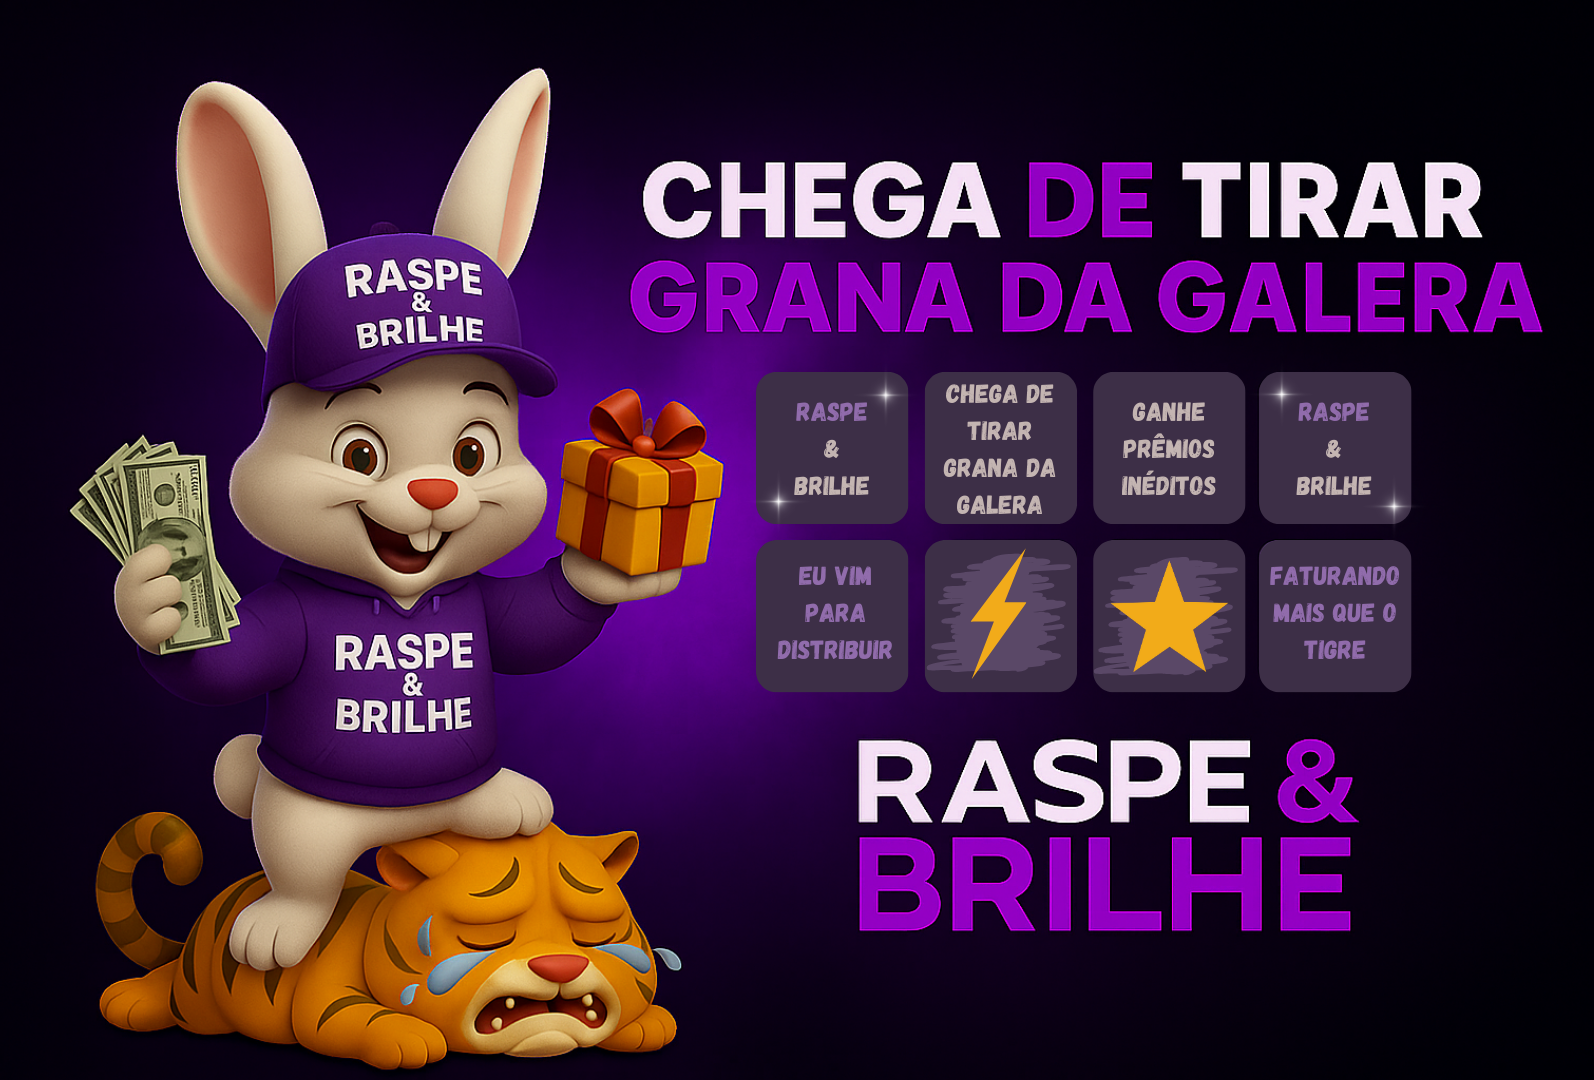 CHEGA DE TIRAR
GRANA DA GALERA
RASPE
&
BRILHE
RASPE
&
BRILHE
RASPE
&
BRILHE
CHEGA DE
TIRAR
GRANA DA
GALERA
GANHE
PRÊMIOS
INÉDITOS
RASPE
&
BRILHE
EU VIM
PARA
DISTRIBUIR
FATURANDO
MAIS QUE O
TIGRE
RASPE &
BRILHE